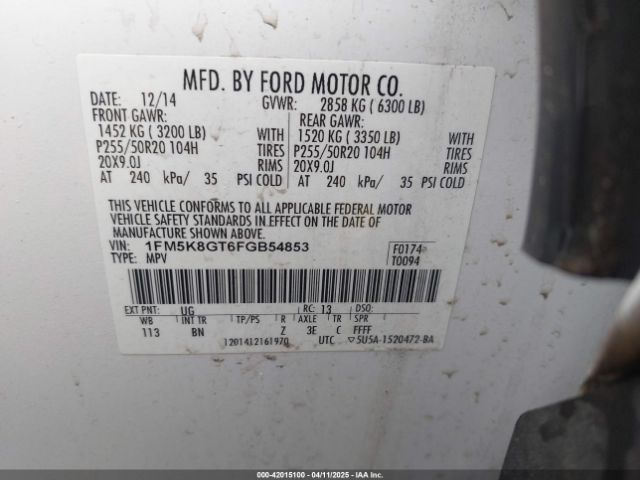 MFD. BY FORD MOTOR CO.
DATE: 12/14 GVWR: 2858 KG ( 6300 LB)
FRONT GAWR: REAR GAWR:
1452 KG ( 3200 LB) WITH 1520 KG ( 3350 LB) WITH
P255/50R20 104H TIRES P255/50R20 104H TIRES
20X9.0J RIMS 20X9.0J RIMS
AT 240 kPa/ 35 PSI COLD AT 240 kPa/ 35 PSI COLD
THIS VEHICLE CONFORMS TO ALL APPLICABLE FEDERAL MOTOR
VEHICLE SAFETY STANDARDS IN EFFECT ON THE DATE OF
MANUFACTURE SHOWN ABOVE.
VIN: 1FM5K8GT6FGB54853 F0174
TYPE: MPV T0094
EXT PNT: UG RC: 13 DSO:
WB INT TR TP/PS R AXLE TR SPR
113 BN Z 3E C FFFF
1201412161970 UTC ▽5U5A-1520472-BA
000-42015100 - 04/11/2025 - IAAI.COM